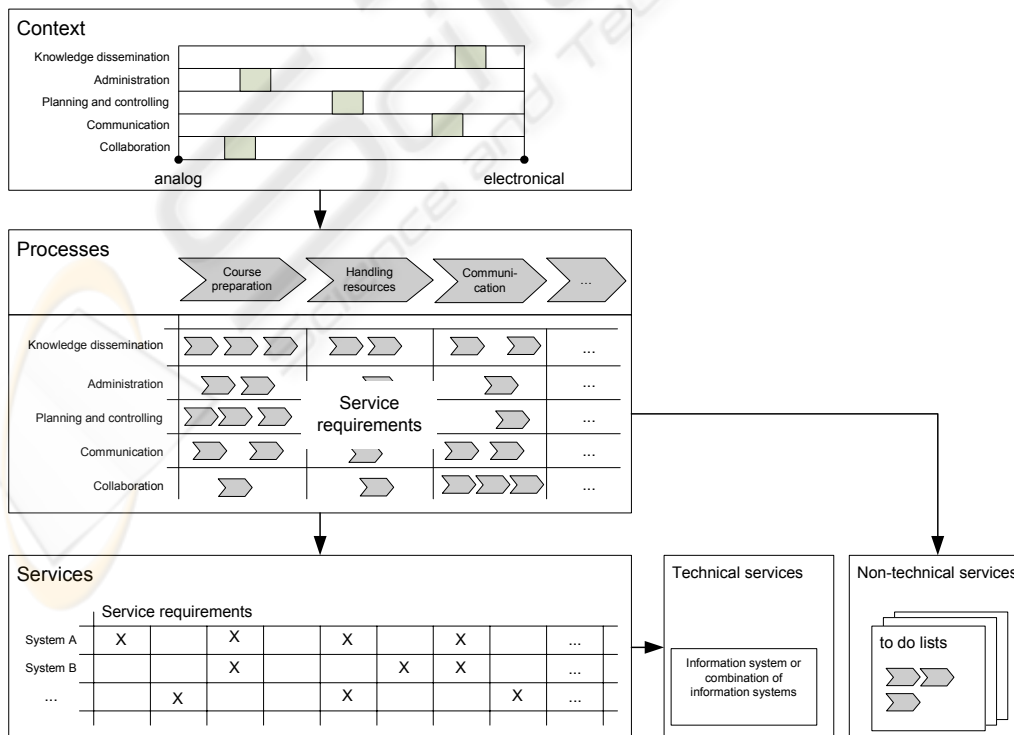 Context
Knowledge dissemination
Administration
Planning and controlling
Communication
Collaboration
analog
electronical
Processes
Course
preparation
Handling
resources
Communi-
cation
...
Knowledge dissemination
...
Administration
...
Planning and controlling
...
Communication
...
Collaboration
...
Service
requirements
Services
Service requirements
System A X X X X ...
System B X X X ...
... X X X ...
Technical services
Information system or
combination of
information systems
Non-technical services
to do lists
Science and